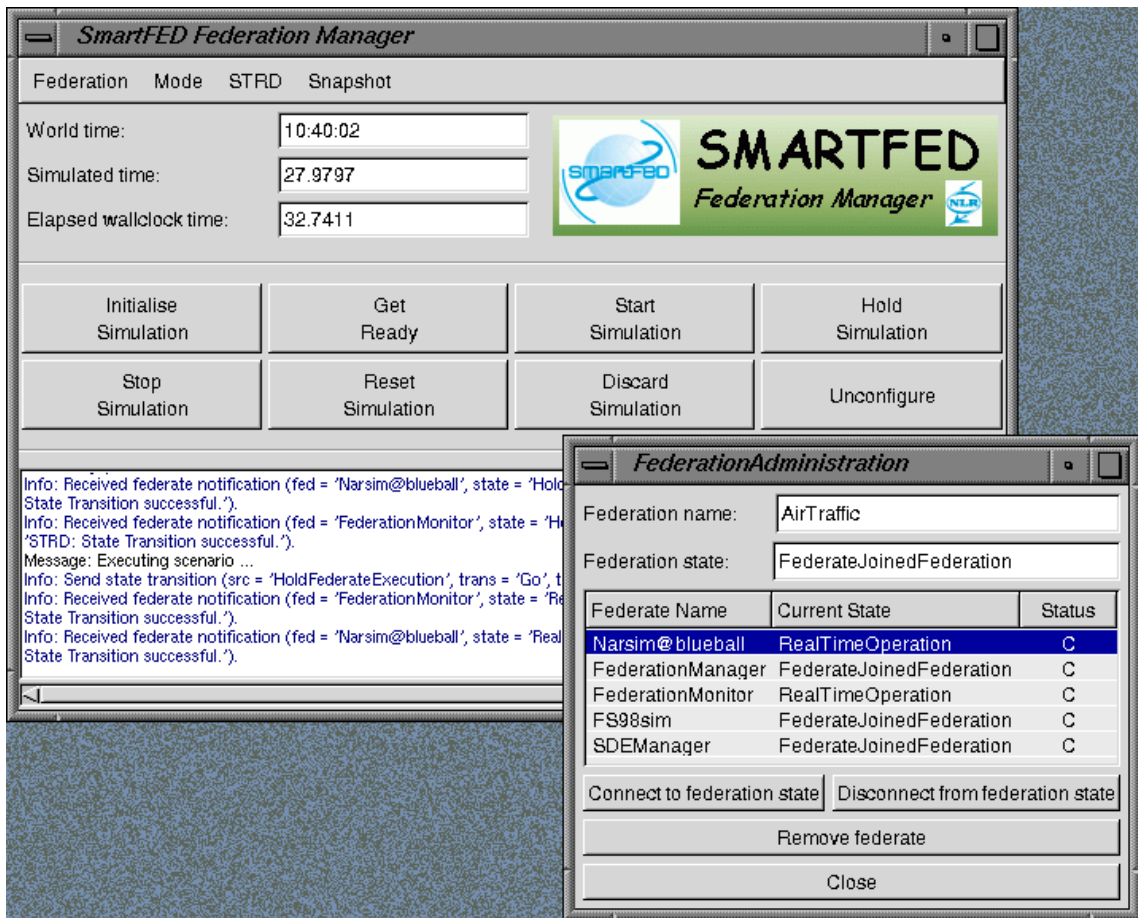 SmartFED Federation Manager
Federation Mode STRD Snapshot
World time: 10:40:02
Simulated time: 27.9797
Elapsed wallclock time: 32.7411
SMARTFED
SMARTFED
Federation Manager
NLR
Initialise
Simulation
Get
Ready
Start
Simulation
Hold
Simulation
Stop
Simulation
Reset
Simulation
Discard
Simulation
Unconfigure
Info: Received federate notification (fed = 'Narsim@blueball', state = 'Hold
State Transition successful.').
Info: Received federate notification (fed = 'FederationMonitor', state = 'H
'STRD: State Transition successful.').
Message: Executing scenario ...
Info: Send state transition (src = 'HoldFederateExecution', trans = 'Go', t
Info: Received federate notification (fed = 'FederationMonitor', state = 'Re
State Transition successful.').
Info: Received federate notification (fed = 'Narsim@blueball', state = 'Real
State Transition successful.').
FederationAdministration
Federation name: AirTraffic
Federation state: FederateJoinedFederation
Federate Name Current State Status
Narsim@blueball RealTimeOperation C
FederationManager FederateJoinedFederation C
FederationMonitor RealTimeOperation C
FS98sim FederateJoinedFederation C
SDEManager FederateJoinedFederation C
Connect to federation state Disconnect from federation state
Remove federate
Close